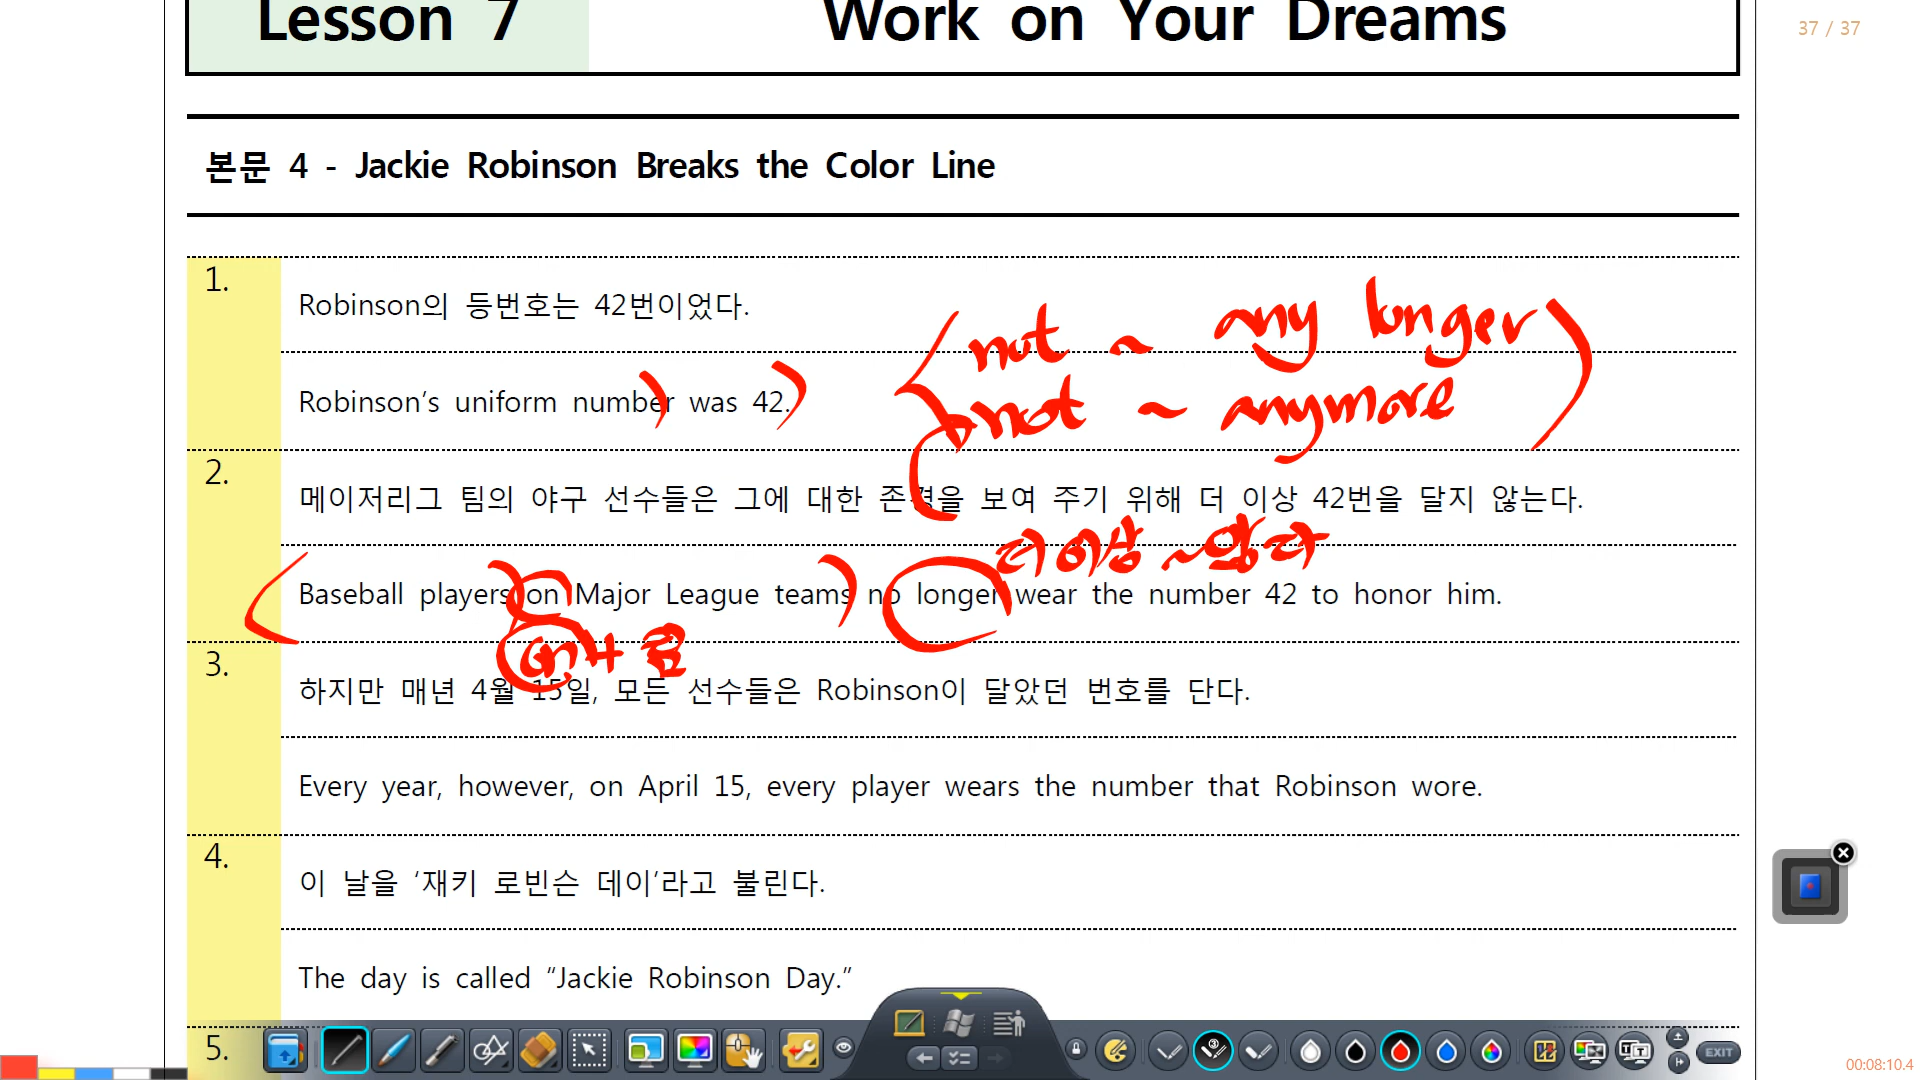 Lesson 7 Work on Your Dreams
37 / 37
본문 4 - Jackie Robinson Breaks the Color Line
1.
Robinson의 등번호는 42번이었다.
not ~ any longer
Robinson's uniform number was 42.
not ~ anymore
2.
메이저리그 팀의 야구 선수들은 그에 대한 존경을 보여 주기 위해 더 이상 42번을 달지 않는다.
더 이상 ~않다
Baseball players on Major League teams no longer wear the number 42 to honor him.
on + 팀
3.
하지만 매년 4월 15일, 모든 선수들은 Robinson이 달았던 번호를 단다.
Every year, however, on April 15, every player wears the number that Robinson wore.
4.
이 날을 ‘재키 로빈슨 데이’라고 불린다.
The day is called “Jackie Robinson Day.”
5.
EXIT
00:08:10.4